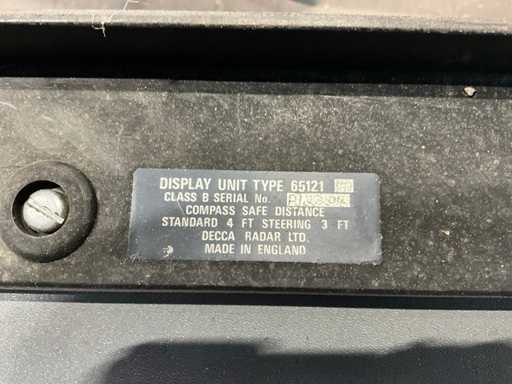 DISPLAY UNIT TYPE 65121
CLASS B SERIAL No.
COMPASS SAFE DISTANCE
STANDARD 4 FT STEERING 3 FT
DECCA RADAR LTD.
MADE IN ENGLAND